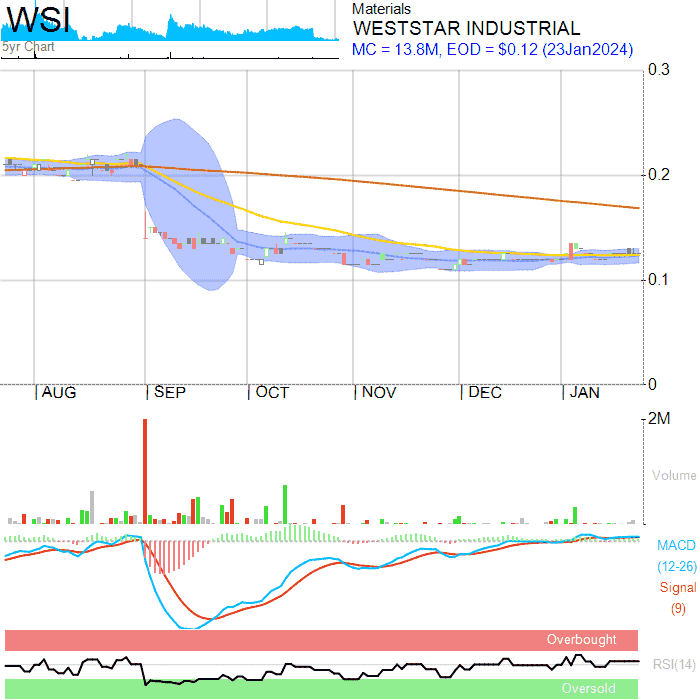 WSI
5yr Chart
Materials
WESTSTAR INDUSTRIAL
MC = 13.8M, EOD = $0.12 (23Jan2024)
0.3
0.2
0.1
0
AUG
SEP
OCT
NOV
DEC
JAN
2M
Volume
MACD
(12-26)
Signal
(9)
Overbought
RSI(14)
Oversold